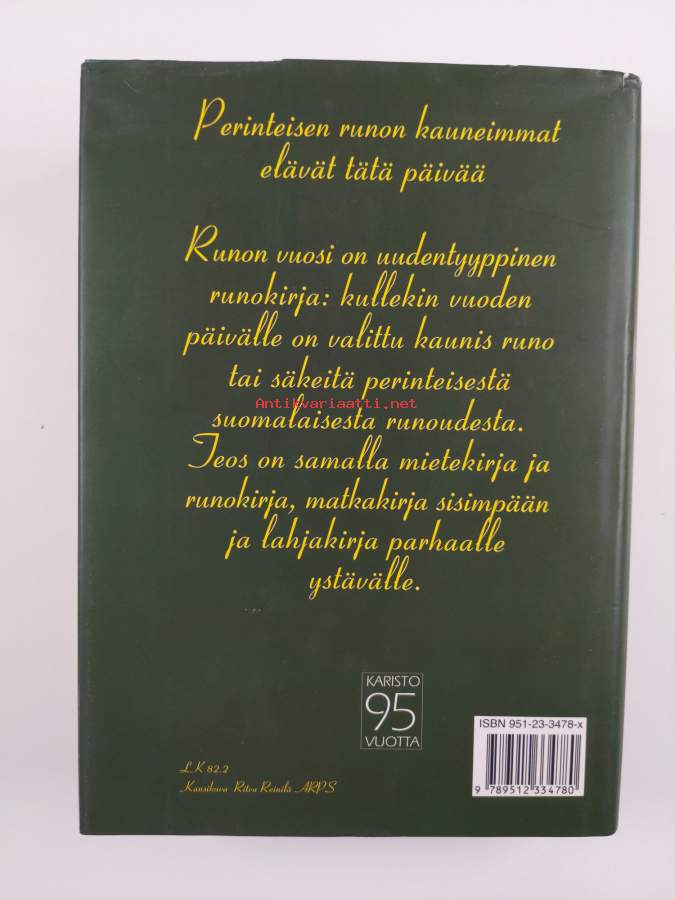 Perinteisen runon kauneimmat
elävät tätä päivää
Runon vuosi on uudentyyppinen
runokirja: kullekin vuoden
päivälle on valittu kaunis runo
tai säkeitä perinteisestä
Antikvariaatti.net
suomalaisesta runoudesta.
Teos on samalla mietekirja ja
runokirja, matkakirja sisimpään
ja lahjakirja parhaalle
ystävälle.
KARISTO
95
VUOTTA
ISBN 951-23-3478-x
9 789512 334780
LK 82.2
Kansikuva Ritva Reinilä ARPS